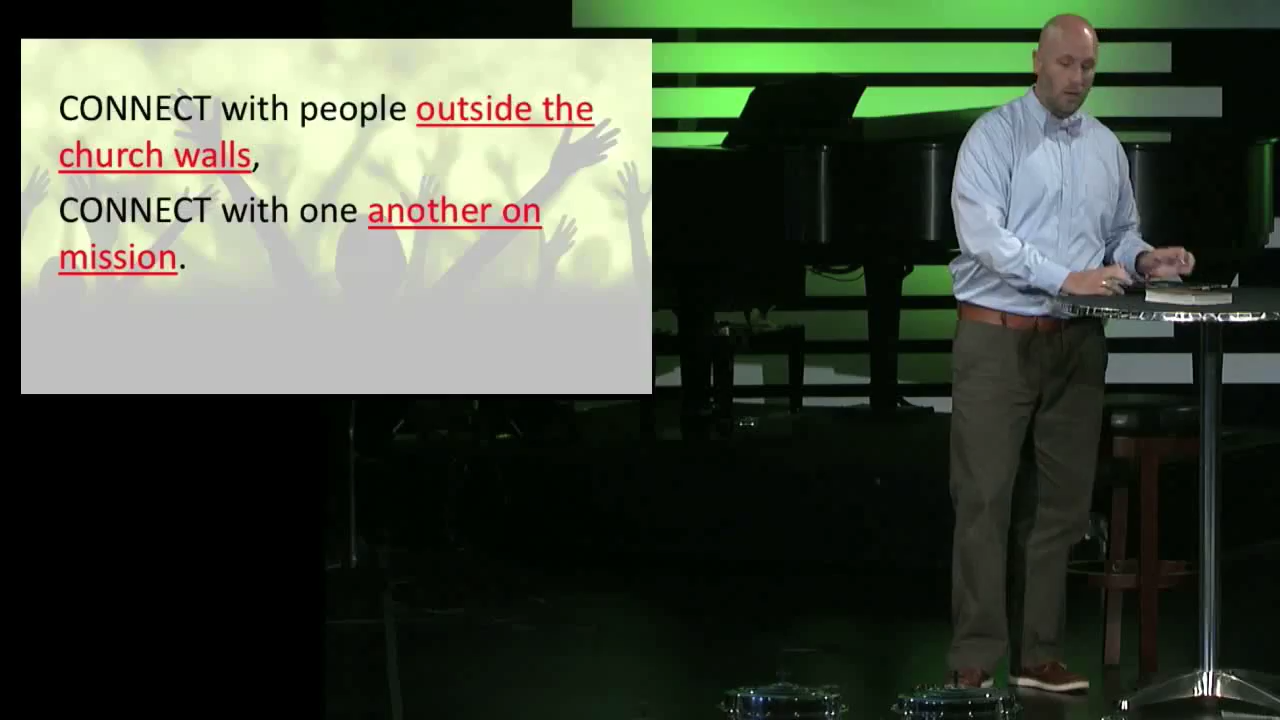 CONNECT with people outside the
church walls,
CONNECT with one another on
mission.